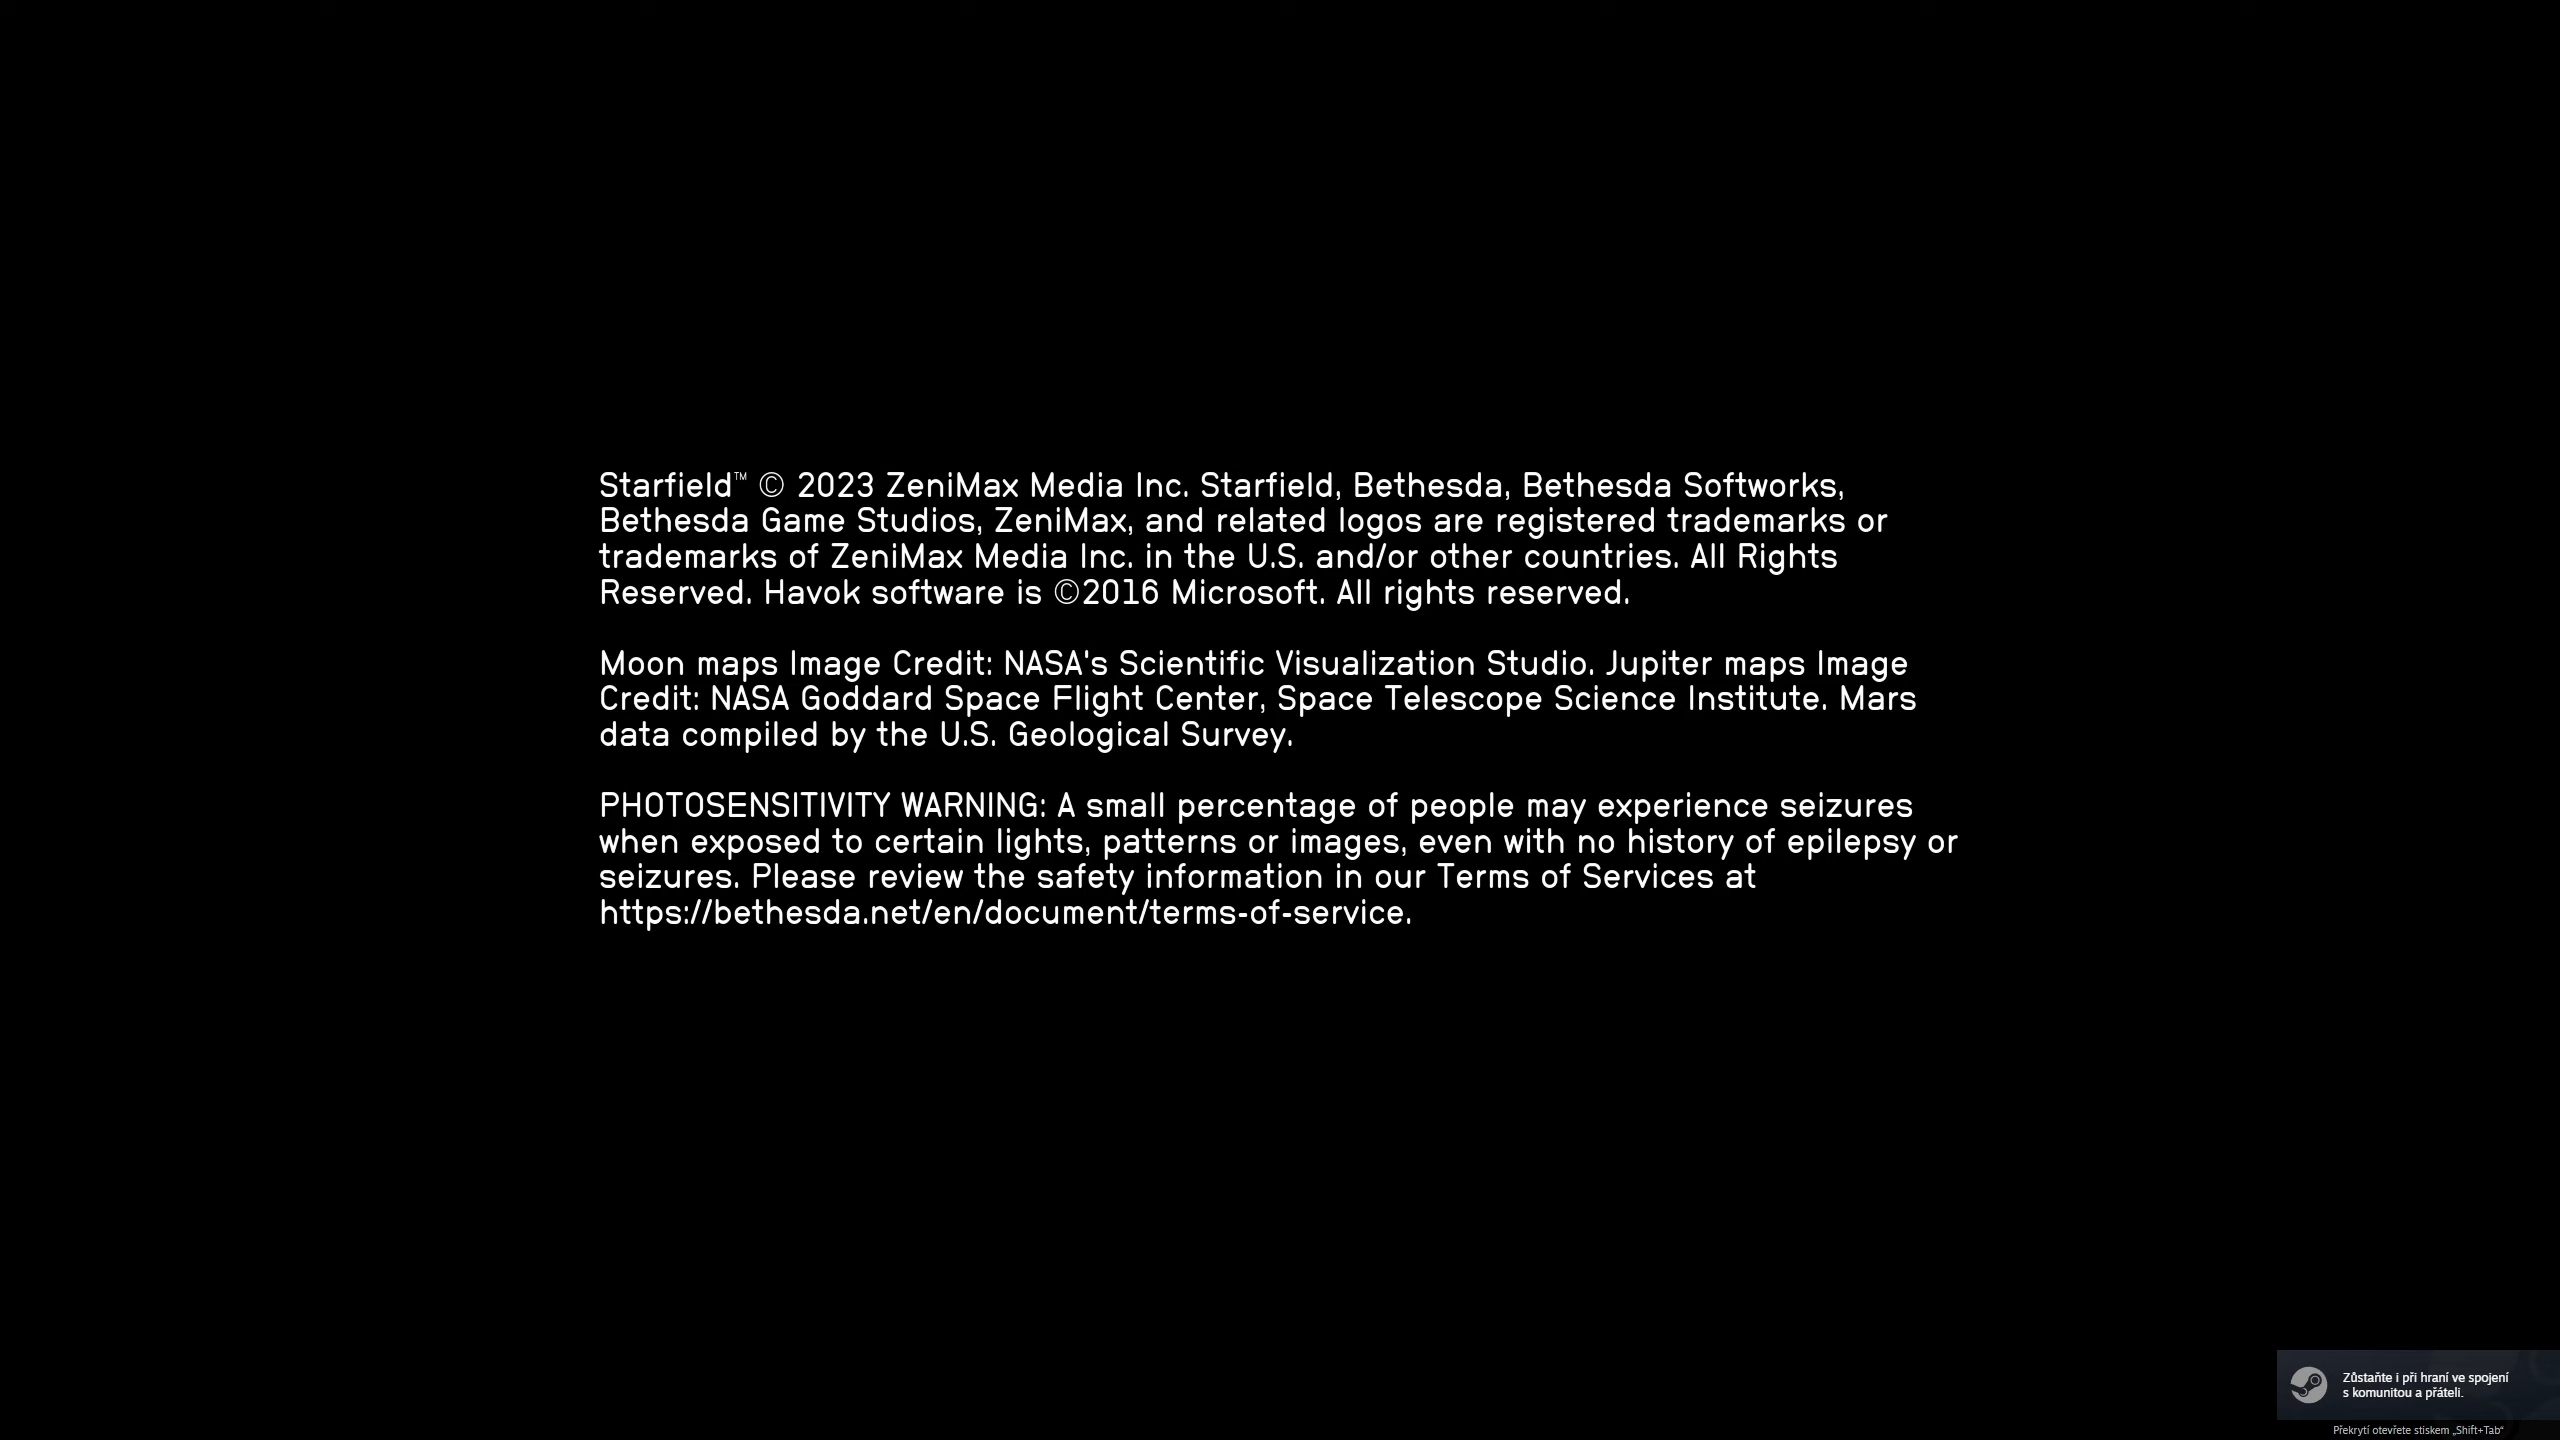 Starfield™ © 2023 ZeniMax Media Inc. Starfield, Bethesda, Bethesda Softworks,
Bethesda Game Studios, ZeniMax, and related logos are registered trademarks or
trademarks of ZeniMax Media Inc. in the U.S. and/or other countries. All Rights
Reserved. Havok software is ©2016 Microsoft. All rights reserved.
Moon maps Image Credit: NASA's Scientific Visualization Studio. Jupiter maps Image
Credit: NASA Goddard Space Flight Center, Space Telescope Science Institute. Mars
data compiled by the U.S. Geological Survey.
PHOTOSENSITIVITY WARNING: A small percentage of people may experience seizures
when exposed to certain lights, patterns or images, even with no history of epilepsy or
seizures. Please review the safety information in our Terms of Services at
https://bethesda.net/en/document/terms-of-service.
Zůstaňte i při hraní ve spojení
s komunitou a přáteli.
Překrytí otevřete stiskem „Shift+Tab“